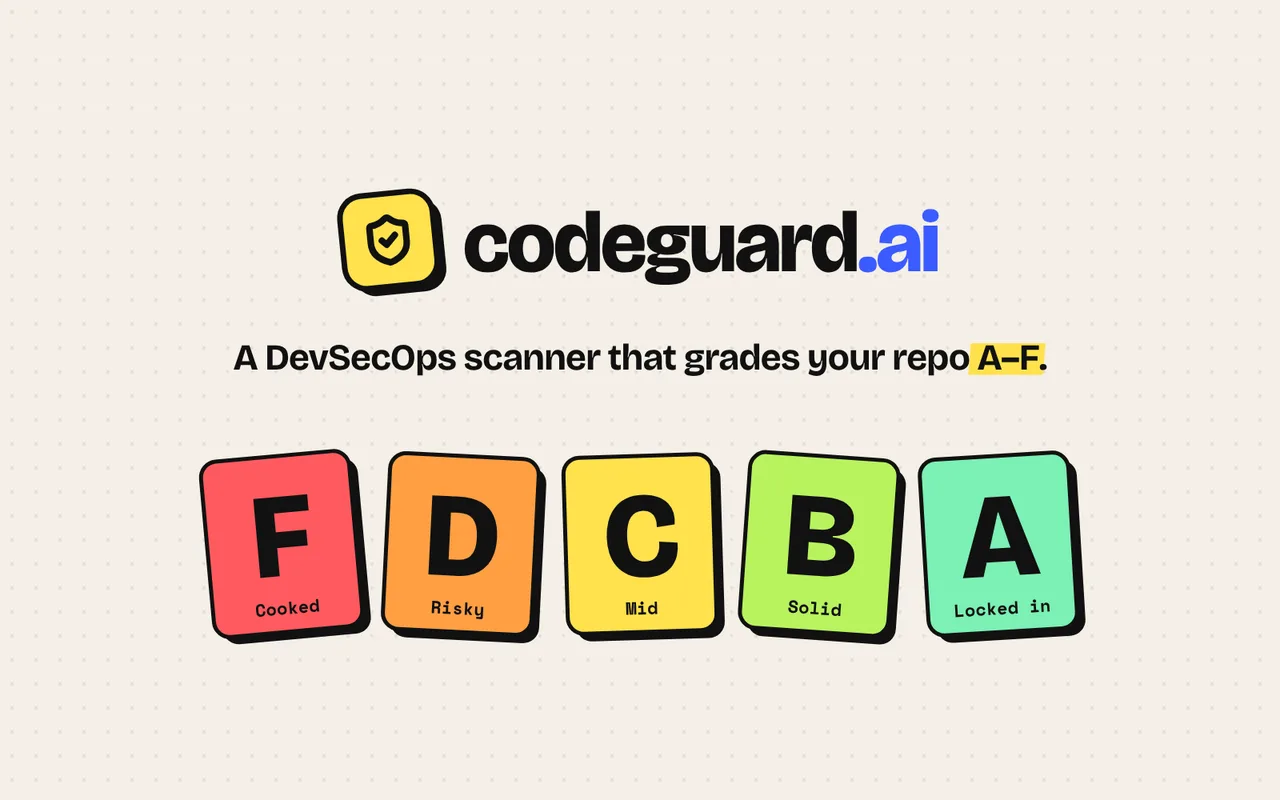 codeguard.ai
A DevSecOps scanner that grades your repo A–F.
F D C B A
Cooked Risky Mid Solid Locked in